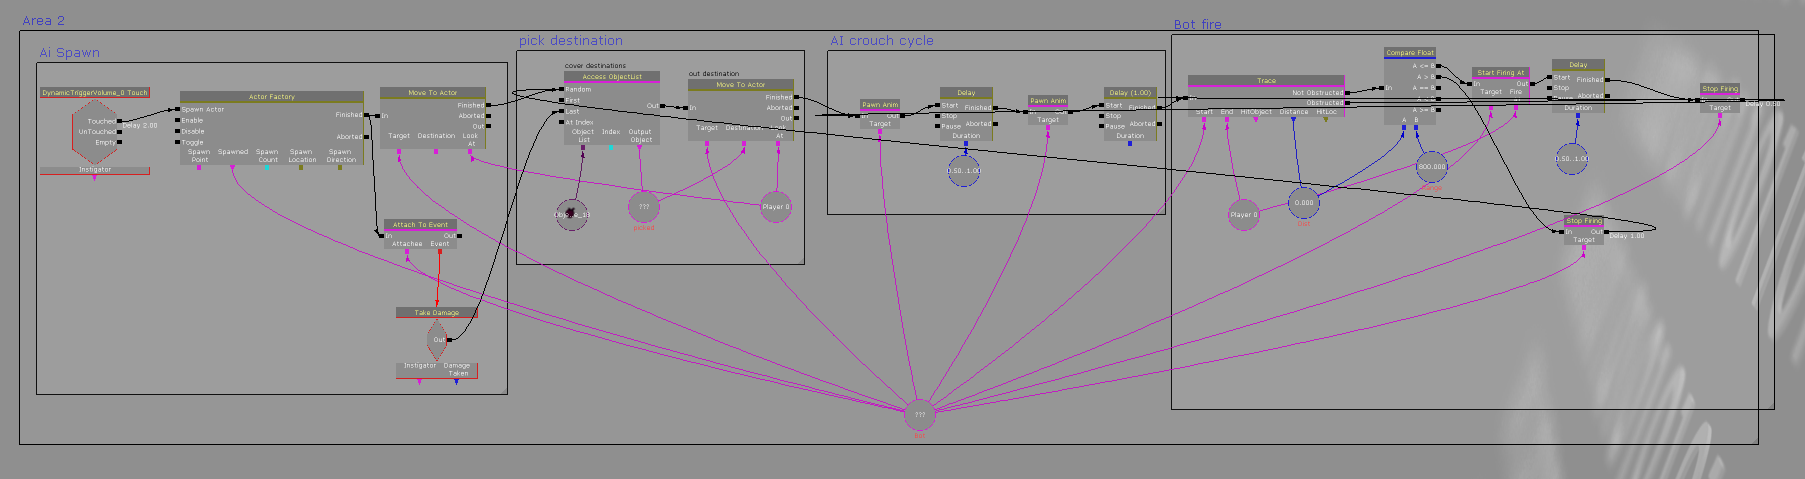 Area 2
Ai Spawn
DynamicTriggerVolume_0 Touch
Touched
Delay 2.00
UnTouched
Empty
Instigator
Actor Factory
Spawn Actor
Enable
Disable
Toggle
Finished
Aborted
Spawn Point
Spawned
Spawn Count
Spawn Location
Spawn Direction
Move To Actor
In
Finished
Aborted
Out
Target
Destination
Look At
Attach To Event
In
Out
Attachee
Event
Take Damage
Out
Instigator
Damage Taken
pick destination
cover destinations
Access ObjectList
Random
First
Last
At Index
Out
Object List
Index
Output Object
???
picked
out destination
Move To Actor
In
Finished
Aborted
Out
Target
At
Player 0
AI crouch cycle
Pawn Anim
In
Out
Target
Delay
Start
Stop
Pause
Finished
Aborted
Duration
0.50..1.00
Pawn Anim
In
Out
Target
Delay (1.00)
Start
Stop
Pause
Finished
Aborted
Duration
Bot fire
Trace
In
Not Obstructed
Obstructed
Start
End
HitObject
Distance
HitLoc
Player 0
0.000
Compare Float
In
A <= B
A > B
A == B
A B
800.000
Start Firing At
In
Out
Target
Fire
Delay
Start
Stop
Finished
Aborted
Duration
0.50..1.00
Stop Firing
Target
Delay 0.50
Stop Firing
In
Out
Target
Delay 1.00
???